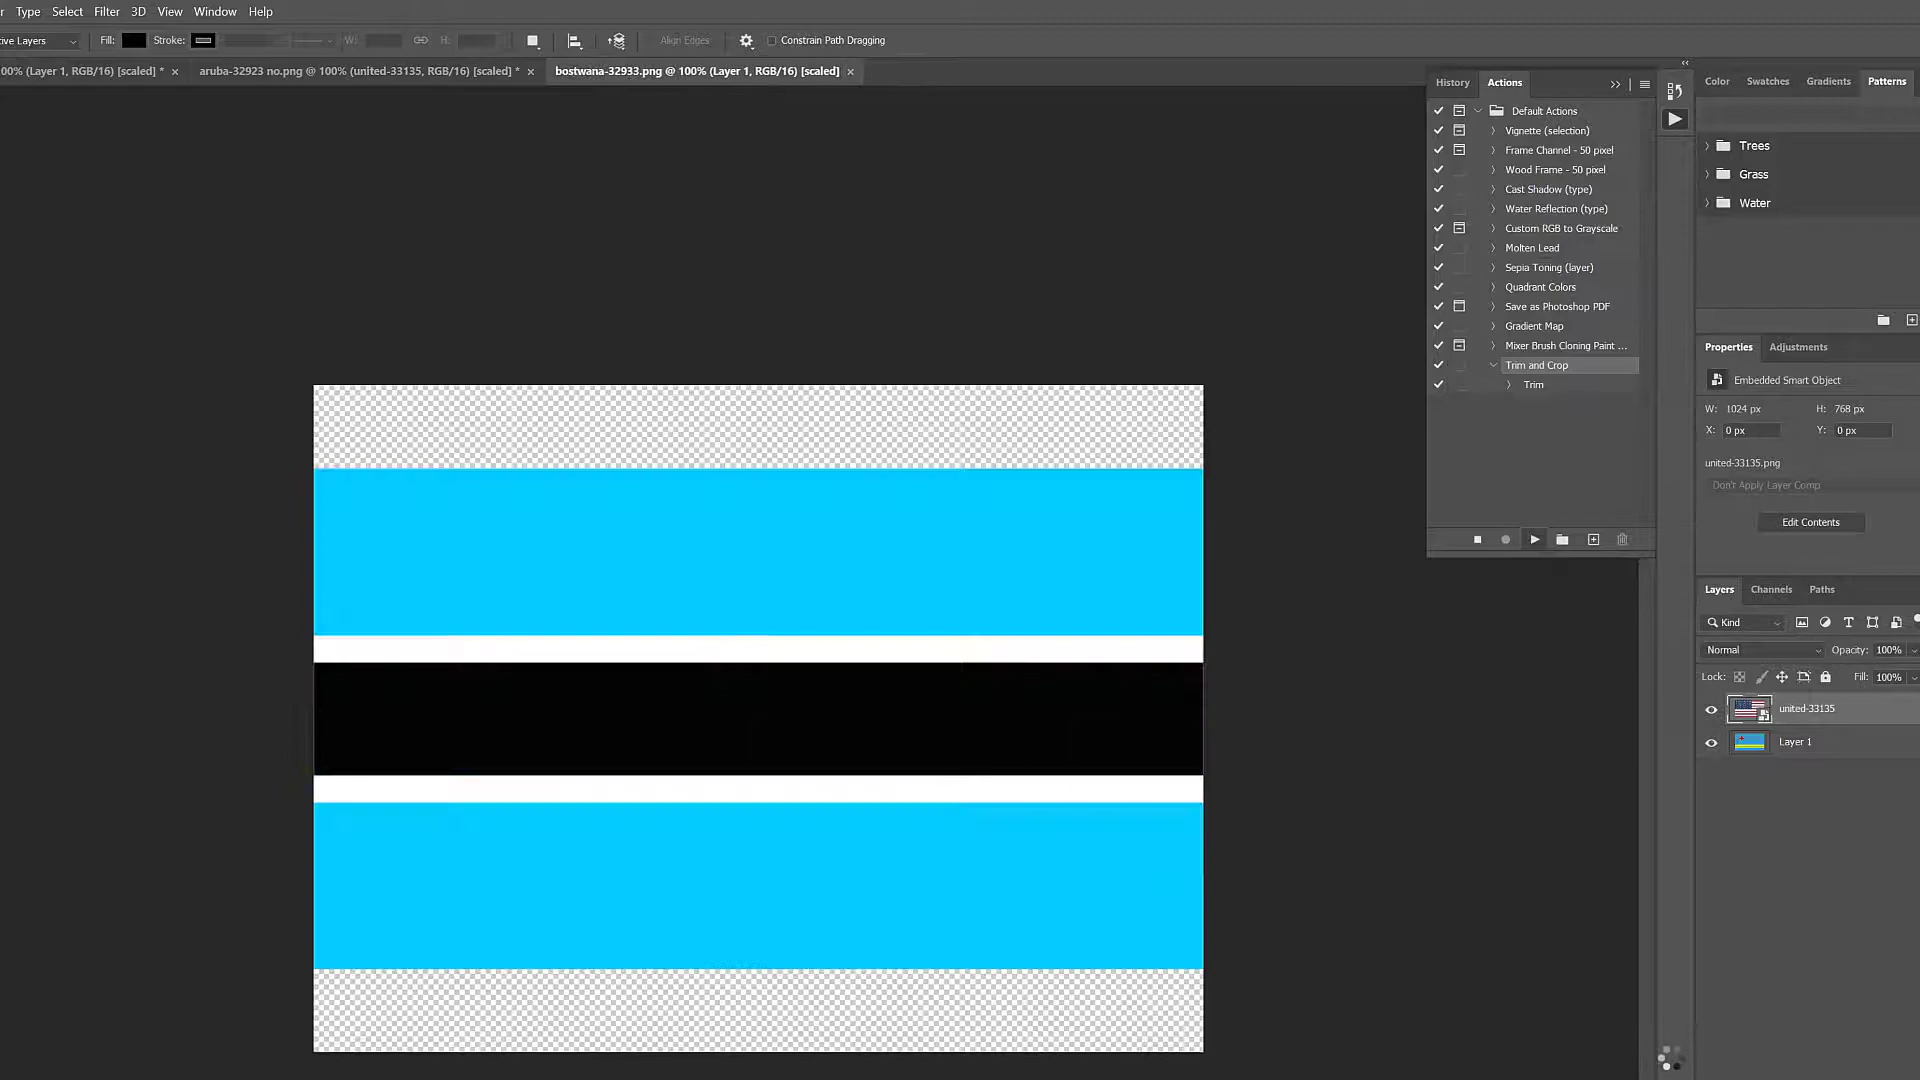 Type Select Filter 3D View Window Help
ive Layers Fill: Stroke: W: H: Align Edges Constrain Path Dragging
00% (Layer 1, RGB/16) [scaled] * × aruba-32923 no.png @ 100% (united-33135, RGB/16) [scaled] * × bostwana-32933.png @ 100% (Layer 1, RGB/16) [scaled] ×
History Actions
Default Actions
Vignette (selection)
Frame Channel - 50 pixel
Wood Frame - 50 pixel
Cast Shadow (type)
Water Reflection (type)
Custom RGB to Grayscale
Molten Lead
Sepia Toning (layer)
Quadrant Colors
Save as Photoshop PDF
Gradient Map
Mixer Brush Cloning Paint ...
Trim and Crop
Trim
Color Swatches Gradients Patterns
Trees
Grass
Water
Properties Adjustments
Embedded Smart Object
W: 1024 px H: 768 px
X: 0 px Y: 0 px
united-33135.png
Don't Apply Layer Comp
Edit Contents
Layers Channels Paths
Kind
Normal Opacity: 100%
Lock: Fill: 100%
united-33135
Layer 1